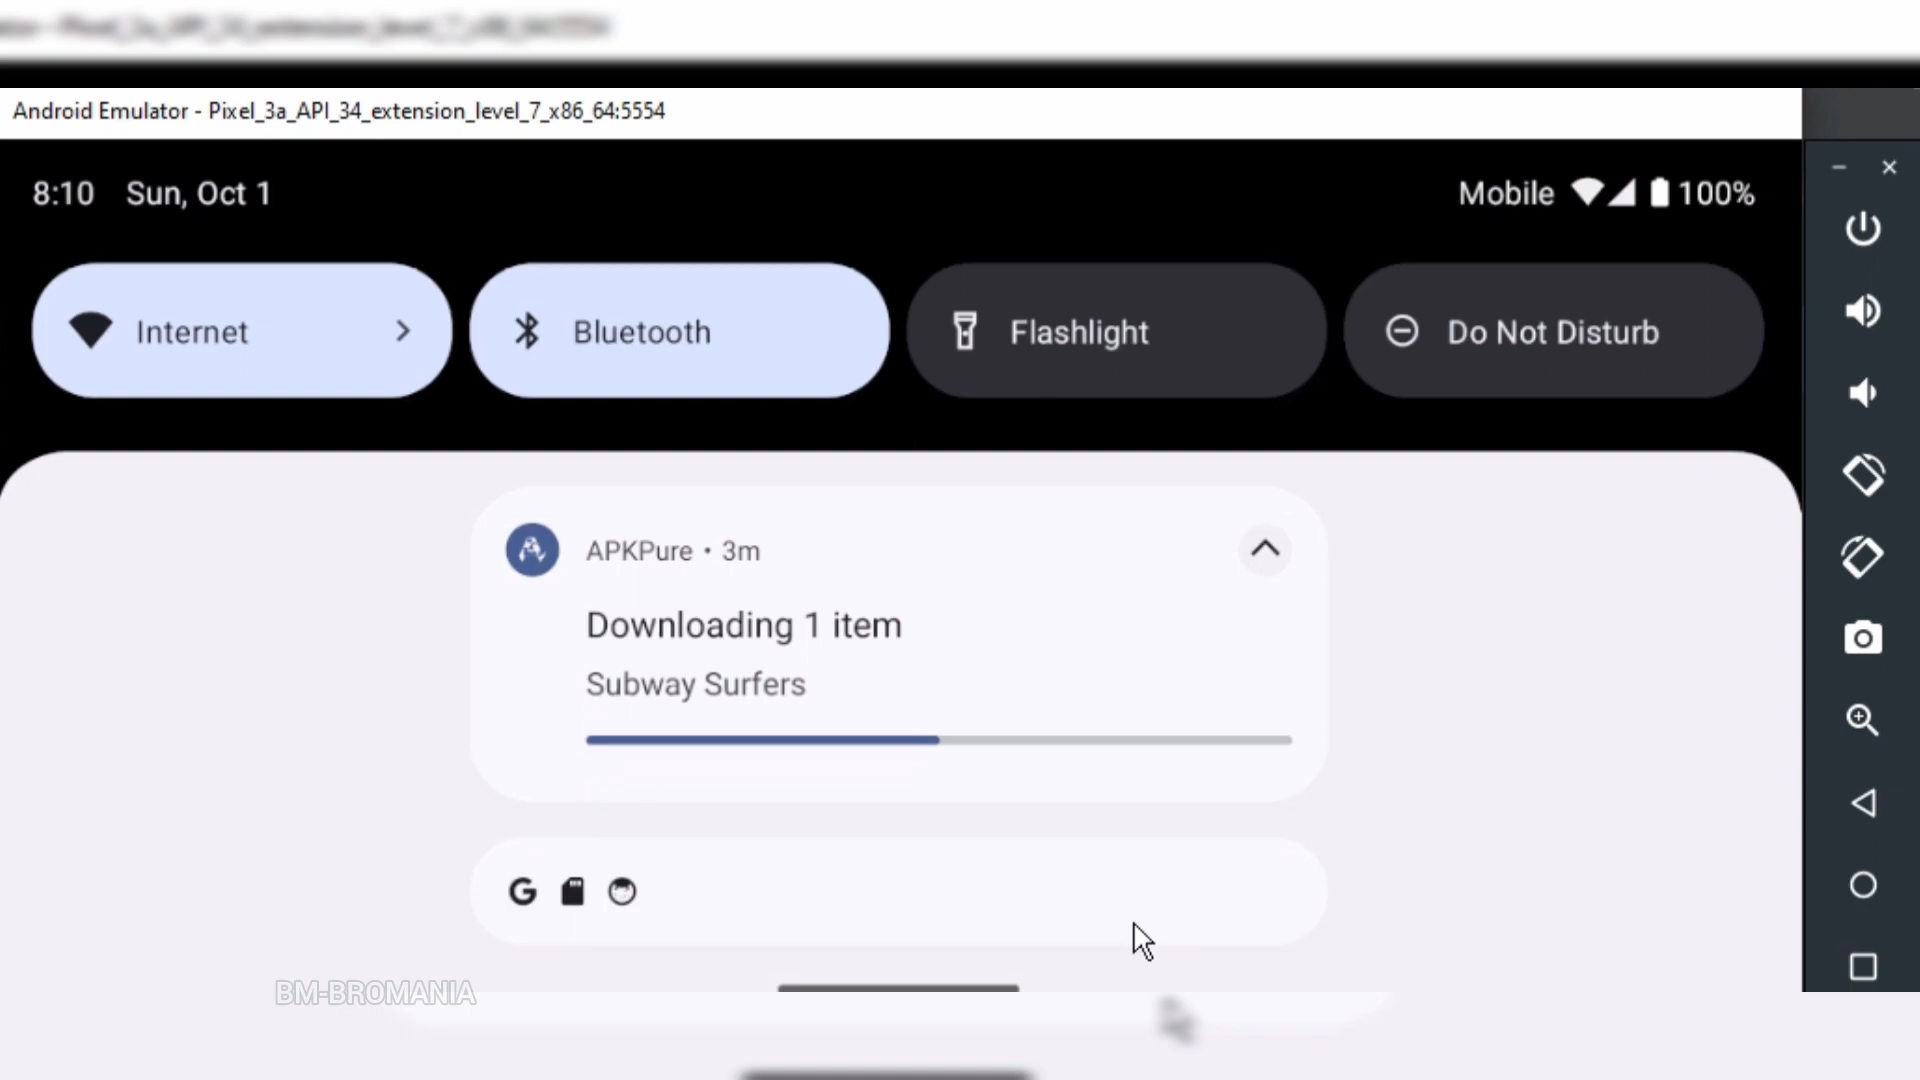 Android Emulator - Pixel_3a_API_34_extension_level_7_x86_64:5554
8:10 Sun, Oct 1 Mobile 100%
Internet Bluetooth Flashlight Do Not Disturb
APKPure • 3m
Downloading 1 item
Subway Surfers
G
BM-BROMANIA